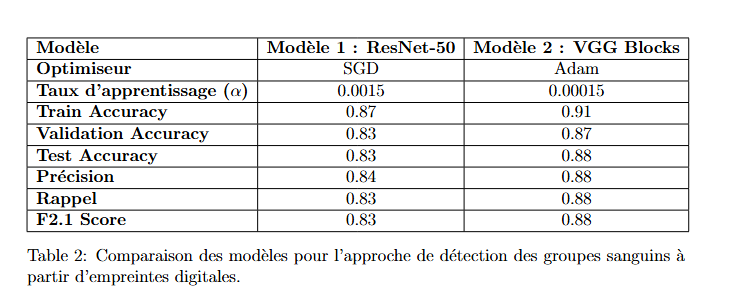 Modèle Modèle 1 : ResNet-50 Modèle 2 : VGG Blocks
Optimiseur SGD Adam
Taux d'apprentissage (α) 0.0015 0.00015
Train Accuracy 0.87 0.91
Validation Accuracy 0.83 0.87
Test Accuracy 0.83 0.88
Précision 0.84 0.88
Rappel 0.83 0.88
F2.1 Score 0.83 0.88
Table 2: Comparaison des modèles pour l'approche de détection des groupes sanguins à
partir d'empreintes digitales.